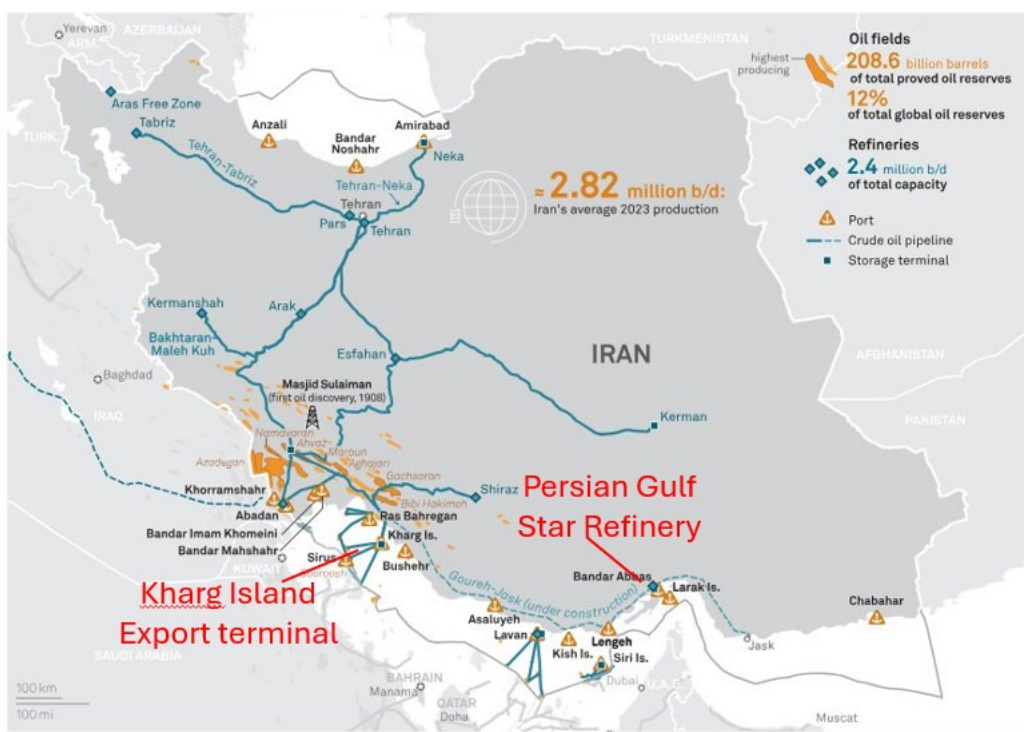 Yerevan
ARM.
AZERBAIJAN
TURKMENISTAN
TURK.
Aras Free Zone
Tabriz
Tehran-Tabriz
Anzali
Bandar
Noshahr
Amirabad
Neka
Tehran-Neka
Tehran
Pars
Tehran
≈ 2.82 million b/d:
Iran's average 2023 production
highest
producing
Oil fields
208.6 billion barrels
of total proved oil reserves
12%
of total global oil reserves
Refineries
2.4 million b/d
of total capacity
Port
Crude oil pipeline
Storage terminal
Kermanshah
Arak
Bakhtaran-
Maleh Kuh
Esfahan
IRAN
AFGHANISTAN
Baghdad
IRAQ
Masjid Sulaiman
(first oil discovery, 1908)
Kerman
PAKISTAN
Namavaran
Ahvaz
Maroun
Aghajari
Azadegan
Gachsaran
Bibi Hakimeh
Shiraz
Khorramshahr
Abadan
Bandar Imam Khomeini
Bandar Mahshahr
Ras Bahregan
Kharg Is.
Sirus
Soroosh
Bushehr
KUWAIT
Persian Gulf
Star Refinery
Kharg Island
Export terminal
Goureh-Jask (under construction)
Bandar Abbas
Larak Is.
Asaluyeh
Lavan
Kish Is.
Lengeh
Siri Is.
Chabahar
Jask
SAUDI ARABIA
BAHRAIN
Manama
QATAR
Doha
Dubai
U.A.E.
Muscat
100 km
100 mi